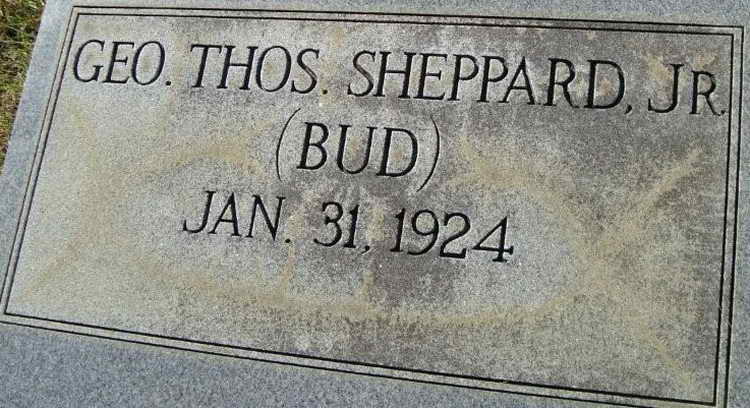 GEO. THOS. SHEPPARD, JR.
(BUD)
JAN. 31, 1924